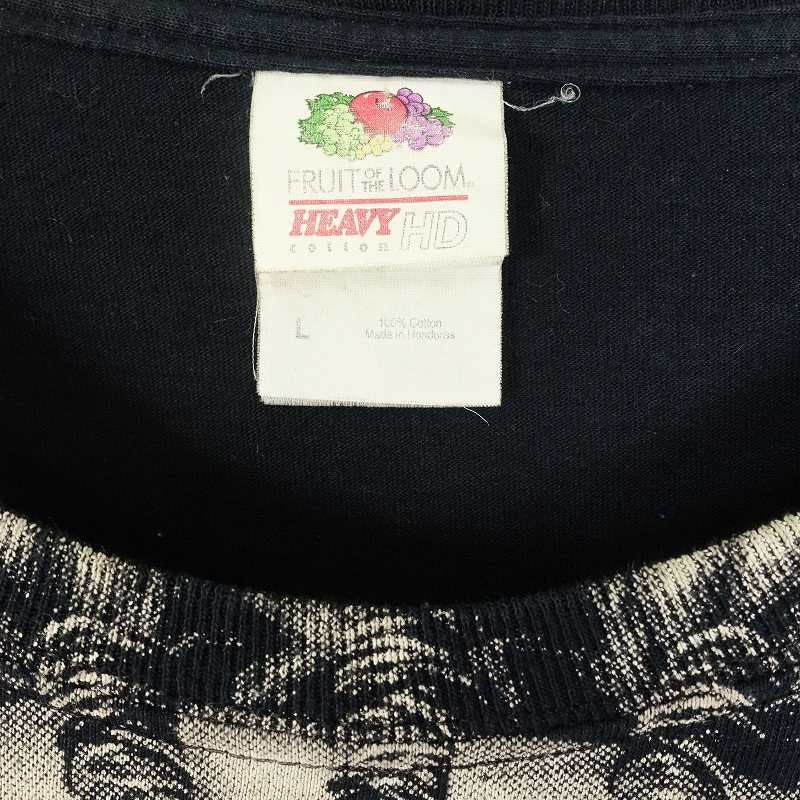 FRUIT OF THE LOOM®
HEAVY
cotton HD
L
100% Cotton
Made in Honduras